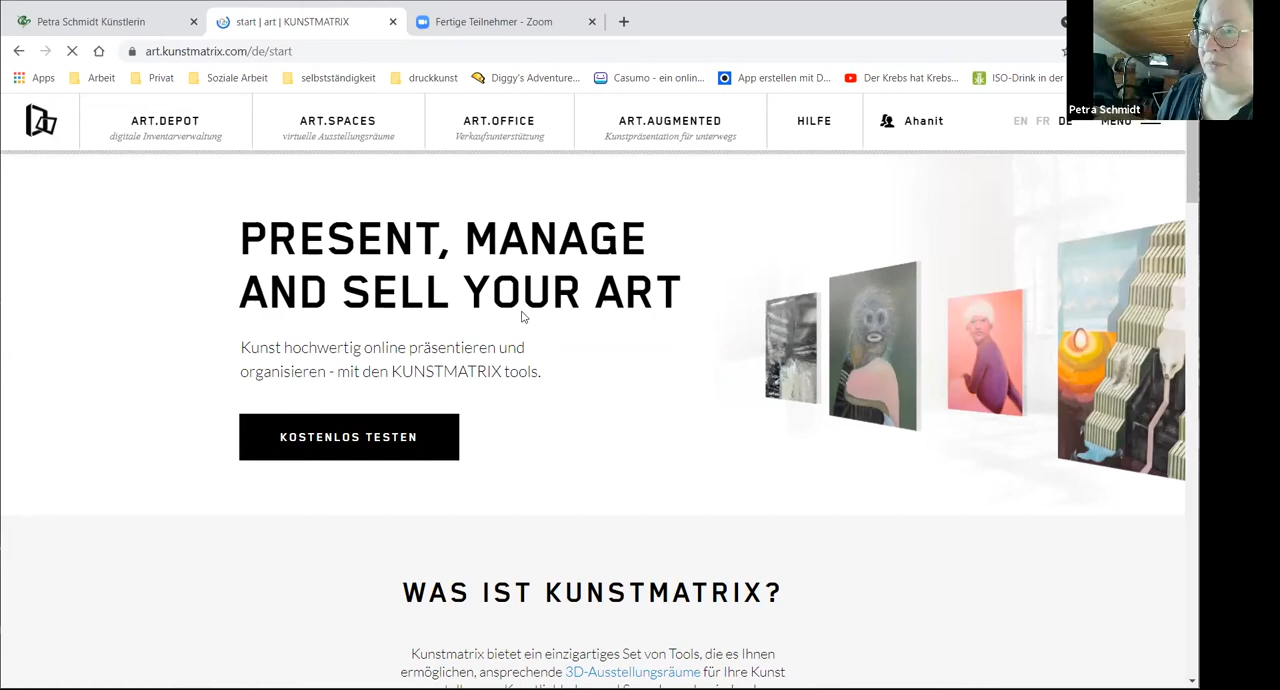 Petra Schmidt Künstlerin
start | art | KUNSTMATRIX
Fertige Teilnehmer - Zoom
art.kunstmatrix.com/de/start
Apps Arbeit Privat Soziale Arbeit selbstständigkeit druckkunst Diggy's Adventure... Casumo - ein onlin... App erstellen mit D... Der Krebs hat Krebs... ISO-Drink in der
Petra Schmidt
ART.DEPOT
digitale Inventarverwaltung
ART.SPACES
virtuelle Ausstellungsräume
ART.OFFICE
Verkaufsunterstützung
ART.AUGMENTED
Kunstpräsentation für unterwegs
HILFE
Ahanit
EN FR DE MENU
PRESENT, MANAGE
AND SELL YOUR ART
Kunst hochwertig online präsentieren und
organisieren - mit den KUNSTMATRIX tools.
KOSTENLOS TESTEN
WAS IST KUNSTMATRIX?
Kunstmatrix bietet ein einzigartiges Set von Tools, die es Ihnen
ermöglichen, ansprechende 3D-Ausstellungsräume für Ihre Kunst